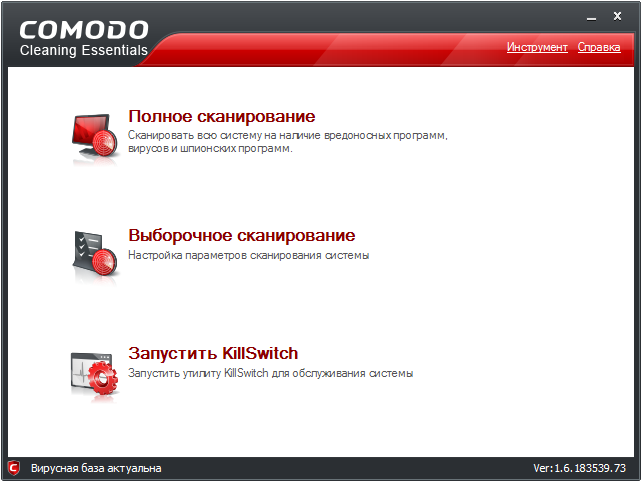 COMODO
Cleaning Essentials
Инструмент Справка
Полное сканирование
Сканировать всю систему на наличие вредоносных программ,
вирусов и шпионских программ.
Выборочное сканирование
Настройка параметров сканирования системы
Запустить KillSwitch
Запустить утилиту KillSwitch для обслуживания системы
Вирусная база актуальна
Ver:1.6.183539.73